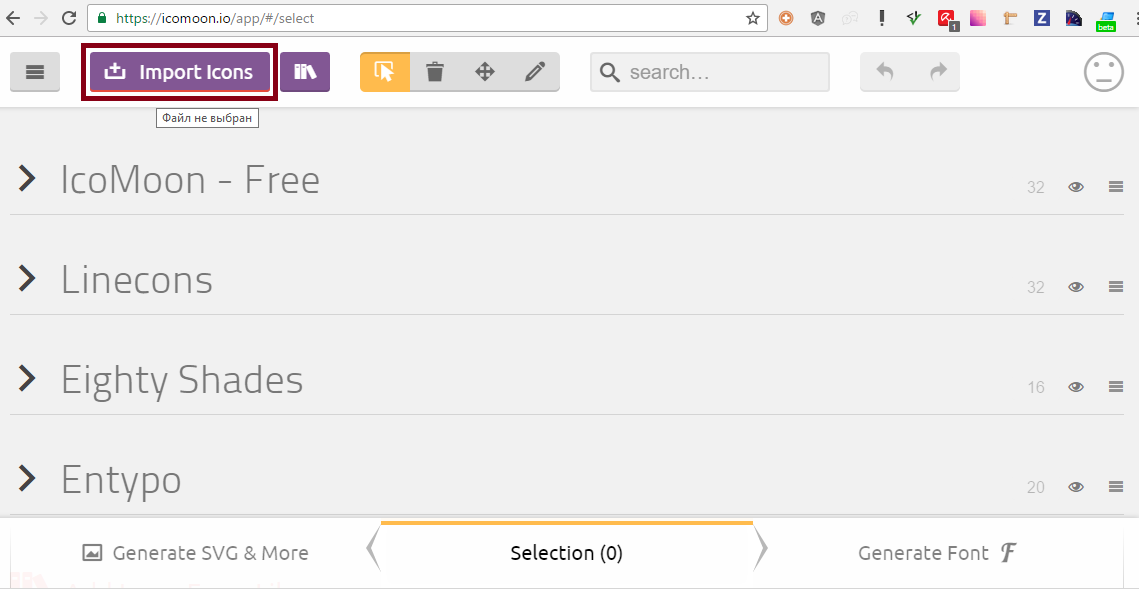 https://icomoon.io/app/#/select
1
beta
Import Icons
search...
Файл не выбран
IcoMoon - Free
32
Linecons
32
Eighty Shades
16
Entypo
20
Generate SVG & More
Selection (0)
Generate Font